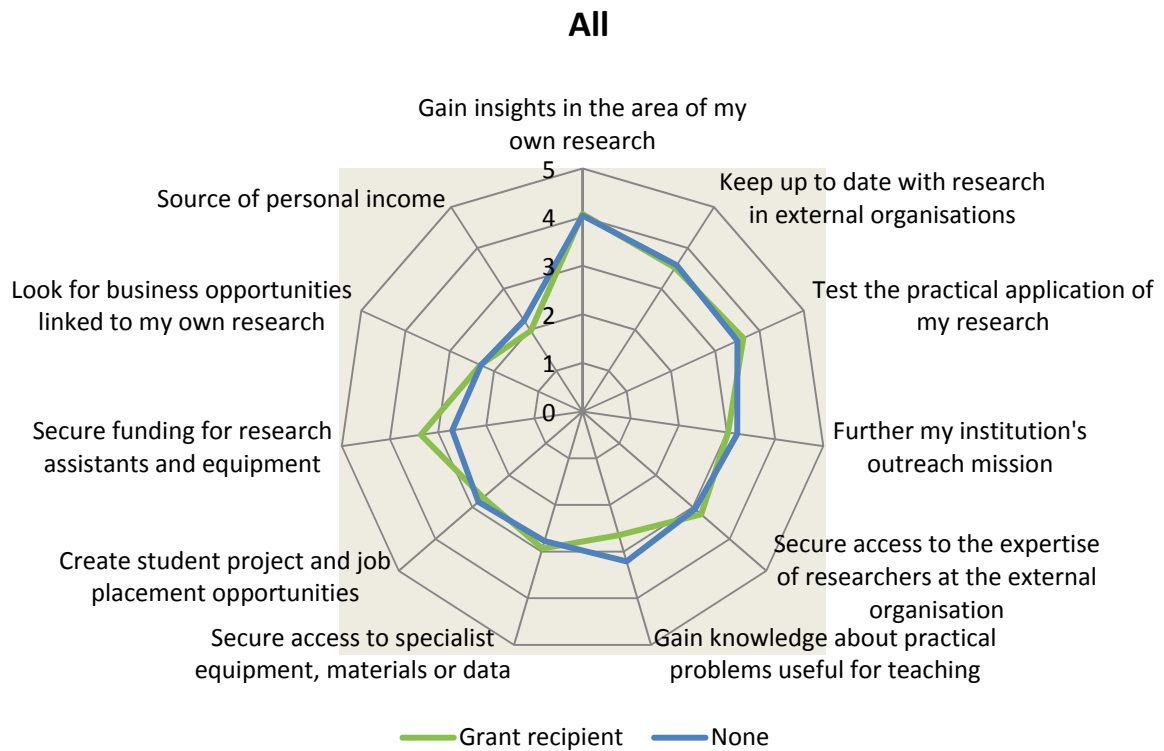 All
Gain insights in the area of my
own research
Keep up to date with research
in external organisations
Test the practical application of
my research
Further my institution's
outreach mission
Secure access to the expertise
of researchers at the external
organisation
Gain knowledge about practical
problems useful for teaching
Secure access to specialist
equipment, materials or data
Create student project and job
placement opportunities
Secure funding for research
assistants and equipment
Look for business opportunities
linked to my own research
Source of personal income
5
4
3
2
1
0
Grant recipient
None